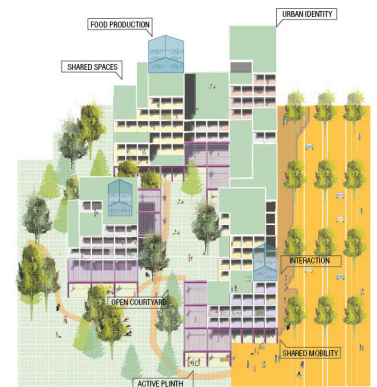 URBAN IDENTITY
FOOD PRODUCTION
SHARED SPACES
INTERACTION
OPEN COURTYARD
SHARED MOBILITY
ACTIVE PLINTH